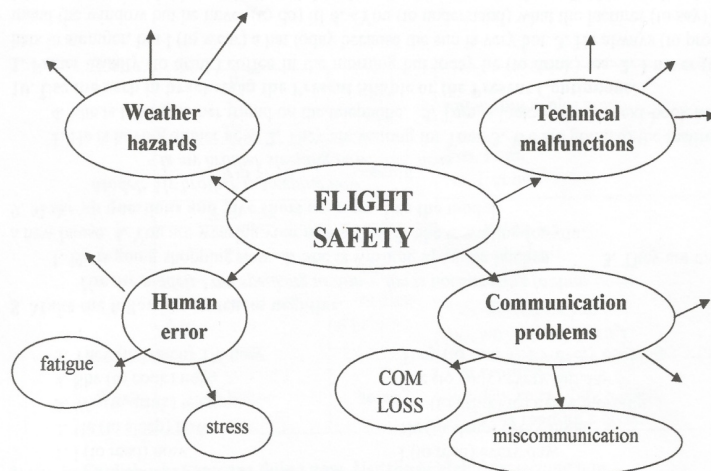 Weather
hazards
Technical
malfunctions
FLIGHT
SAFETY
Human
error
Communication
problems
fatigue
COM
LOSS
stress
miscommunication